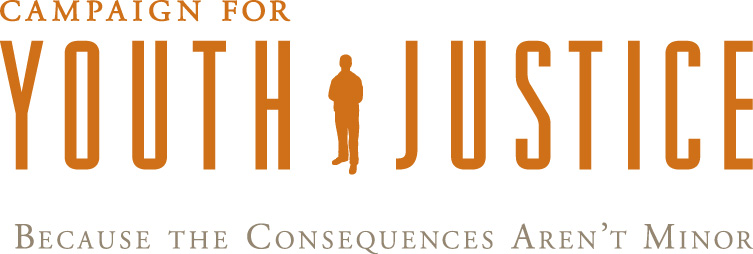 CAMPAIGN FOR
YOUTH JUSTICE
BECAUSE THE CONSEQUENCES AREN'T MINOR